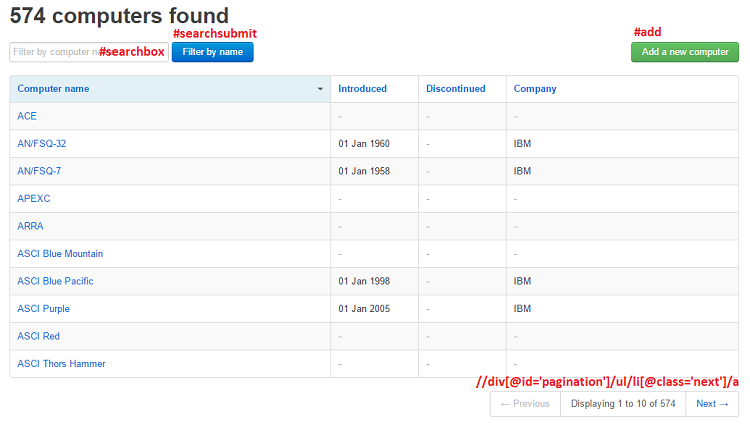 574 computers found
#searchsubmit
#add
Filter by computer n #searchbox Filter by name Add a new computer
Computer name Introduced Discontinued Company
ACE - - -
AN/FSQ-32 01 Jan 1960 - IBM
AN/FSQ-7 01 Jan 1958 - IBM
APEXC - - -
ARRA - - -
ASCI Blue Mountain - - -
ASCI Blue Pacific 01 Jan 1998 - IBM
ASCI Purple 01 Jan 2005 - IBM
ASCI Red - - -
ASCI Thors Hammer - - -
//div[@id='pagination']/ul/li[@class='next']/a
← Previous Displaying 1 to 10 of 574 Next →